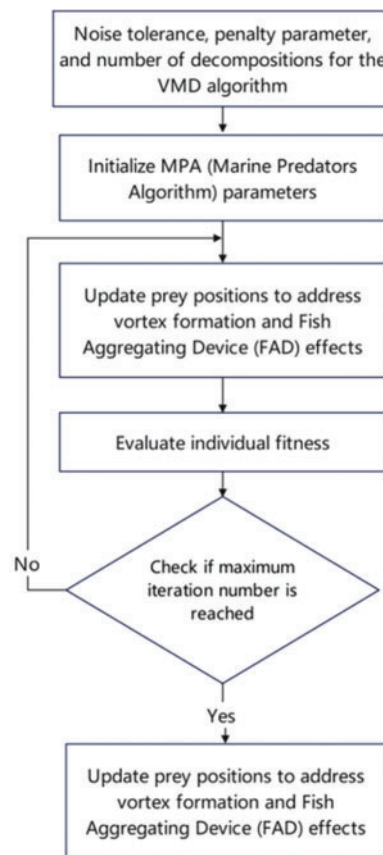 Noise tolerance, penalty parameter,
and number of decompositions for the
VMD algorithm
Initialize MPA (Marine Predators
Algorithm) parameters
Update prey positions to address
vortex formation and Fish
Aggregating Device (FAD) effects
Evaluate individual fitness
No
Check if maximum
iteration number is
reached
Yes
Update prey positions to address
vortex formation and Fish
Aggregating Device (FAD) effects